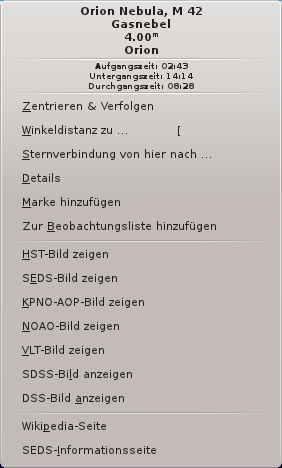 Orion Nebula, M 42
Gasnebel
4.00ᵐ
Orion
Aufgangszeit: 02:43
Untergangszeit: 14:14
Durchgangszeit: 08:28
Zentrieren & Verfolgen
Winkeldistanz zu ... [
Sternverbindung von hier nach ...
Details
Marke hinzufügen
Zur Beobachtungsliste hinzufügen
HST-Bild zeigen
SEDS-Bild zeigen
KPNO-AOP-Bild zeigen
NOAO-Bild zeigen
VLT-Bild zeigen
SDSS-Bild anzeigen
DSS-Bild anzeigen
Wikipedia-Seite
SEDS-Informationsseite